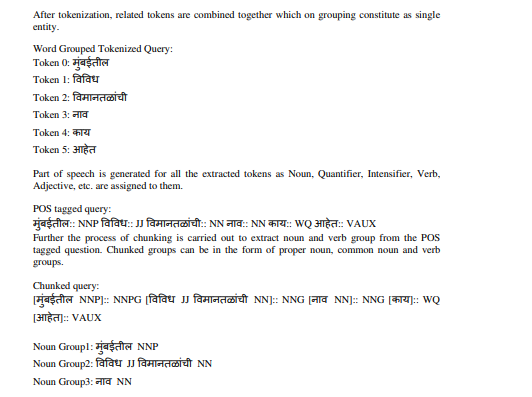 After tokenization, related tokens are combined together which on grouping constitute as single
entity.
Word Grouped Tokenized Query:
Token 0: मुंबईतील
Token 1: विविध
Token 2: विमानतळांची
Token 3: नाव
Token 4: काय
Token 5: आहेत
Part of speech is generated for all the extracted tokens as Noun, Quantifier, Intensifier, Verb,
Adjective, etc. are assigned to them.
POS tagged query:
मुंबईतील:: NNP विविध:: JJ विमानतळांची:: NN नाव:: NN काय:: WQ आहेत:: VAUX
Further the process of chunking is carried out to extract noun and verb group from the POS
tagged question. Chunked groups can be in the form of proper noun, common noun and verb
groups.
Chunked query:
[मुंबईतील NNP]:: NNPG [विविध JJ विमानतळांची NN]:: NNG [नाव NN]:: NNG [काय]:: WQ
[आहेत]:: VAUX
Noun Group1: मुंबईतील NNP
Noun Group2: विविध JJ विमानतळांची NN
Noun Group3: नाव NN